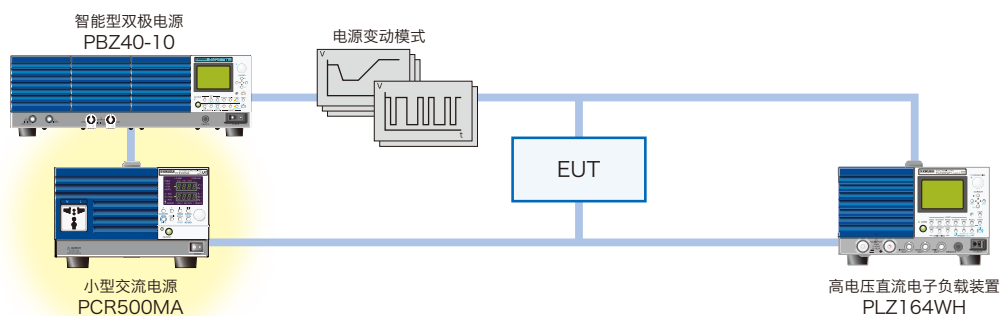 智能型双极电源
PBZ40-10
电源变动模式
V
V
t
EUT
小型交流电源
PCR500MA
高电压直流电子负载装置
PLZ164WH